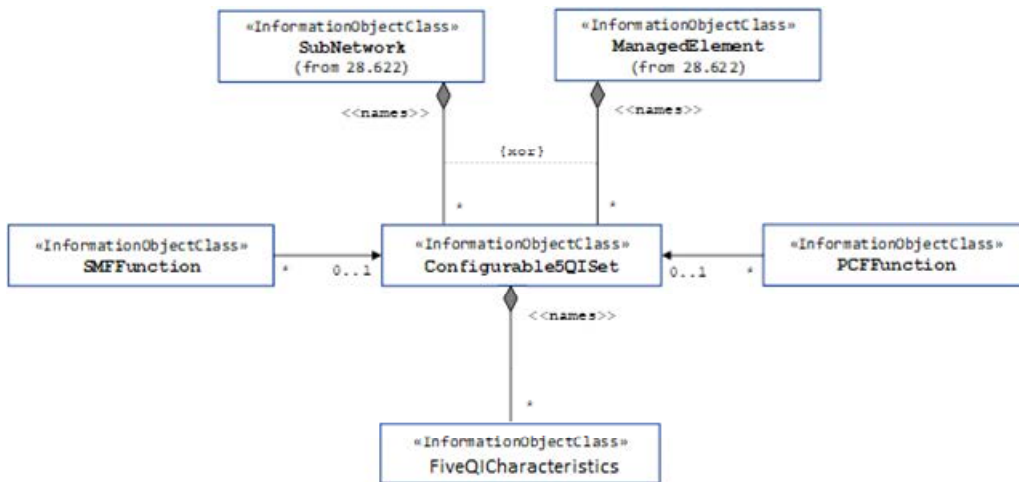 «InformationObjectClass»
SubNetwork
(from 28.622)
«InformationObjectClass»
ManagedElement
(from 28.622)
<<names>>
<<names>>
{xor}
*
*
«InformationObjectClass»
SMFFunction
*
0..1
«InformationObjectClass»
Configurable5QISet
0..1
*
«InformationObjectClass»
PCFFunction
<<names>>
*
«InformationObjectClass»
FiveQICharacteristics